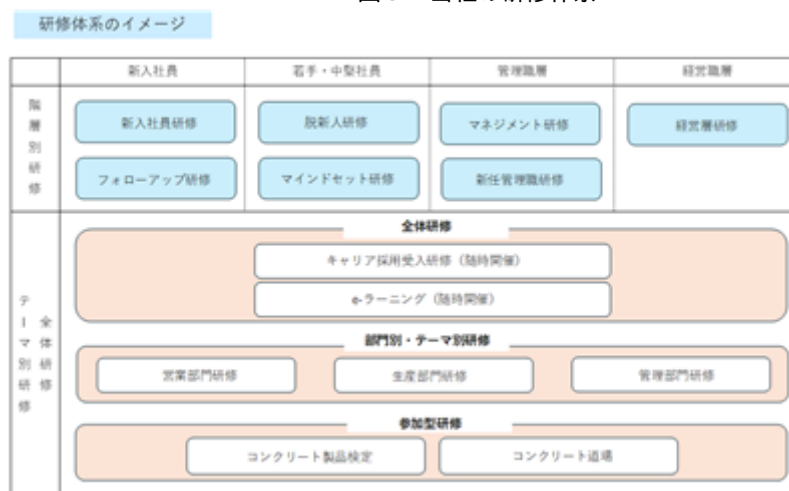 研修体系のイメージ
新入社員
若手・中堅社員
管理職層
経営職層
階層別研修
新入社員研修
脱新人研修
マネジメント研修
経営層研修
フォローアップ研修
マインドセット研修
新任管理職研修
全体研修
テーマ別研修
全体研修
キャリア採用受入研修（随時開催）
e-ラーニング（随時開催）
部門別・テーマ別研修
営業部門研修
生産部門研修
管理部門研修
参加型研修
コンクリート製品検定
コンクリート道場